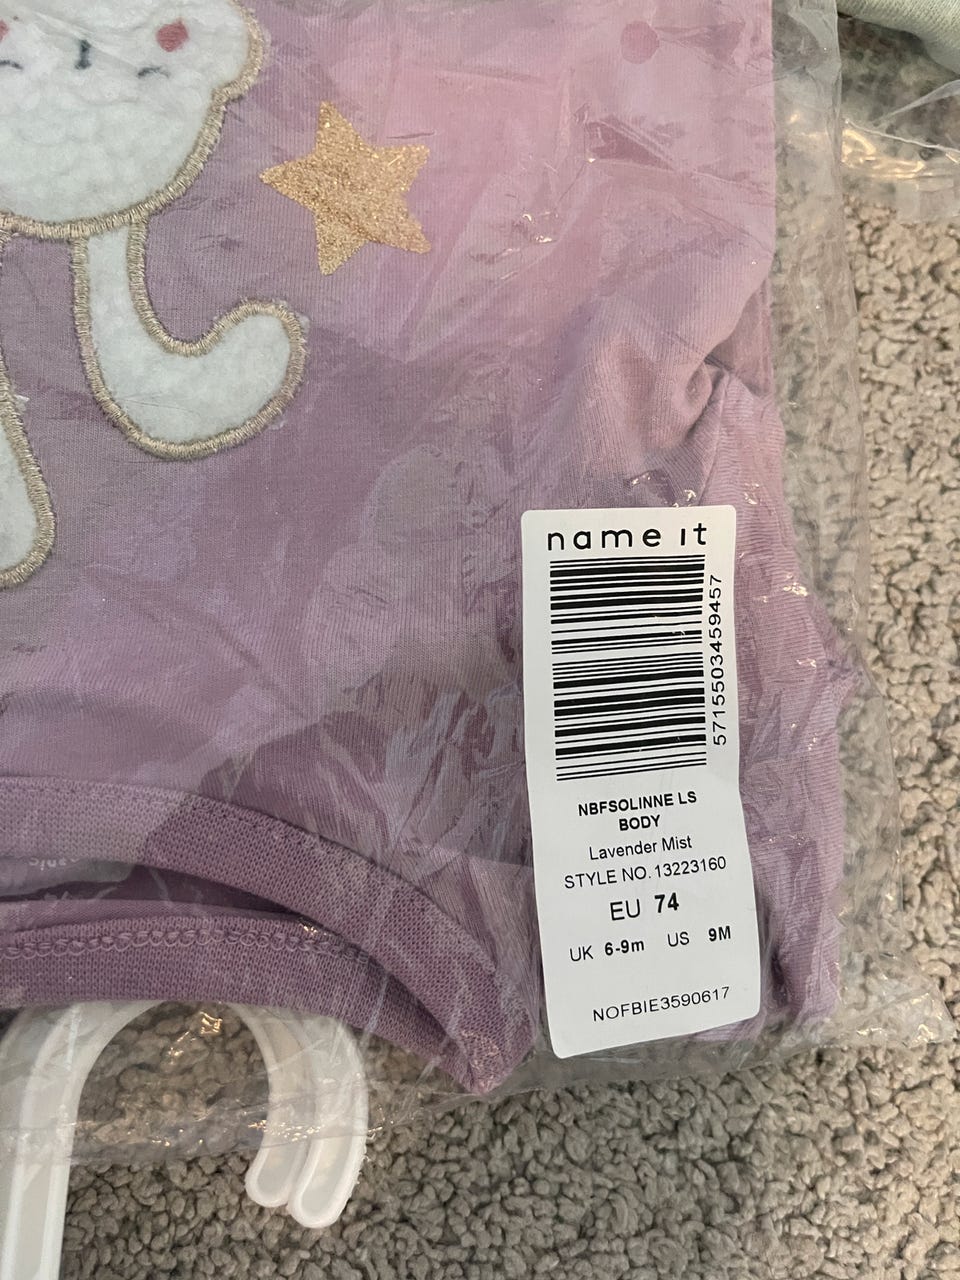 name it
5715503459457
NBFSOLINNE LS
BODY
Lavender Mist
STYLE NO. 13223160
EU 74
UK 6-9m US 9M
NOFBIE3590617